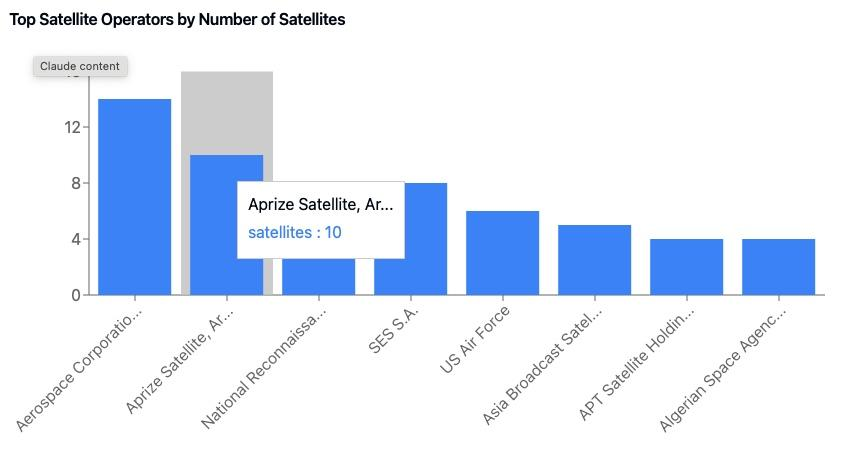 Top Satellite Operators by Number of Satellites
Claude content
12
8
4
0
Aprize Satellite, Ar...
satellites : 10
Aerospace Corporatio...
Aprize Satellite, Ar...
National Reconnaissa...
SES S.A.
US Air Force
Asia Broadcast Satel...
APT Satellite Holdin...
Algerian Space Agenc...